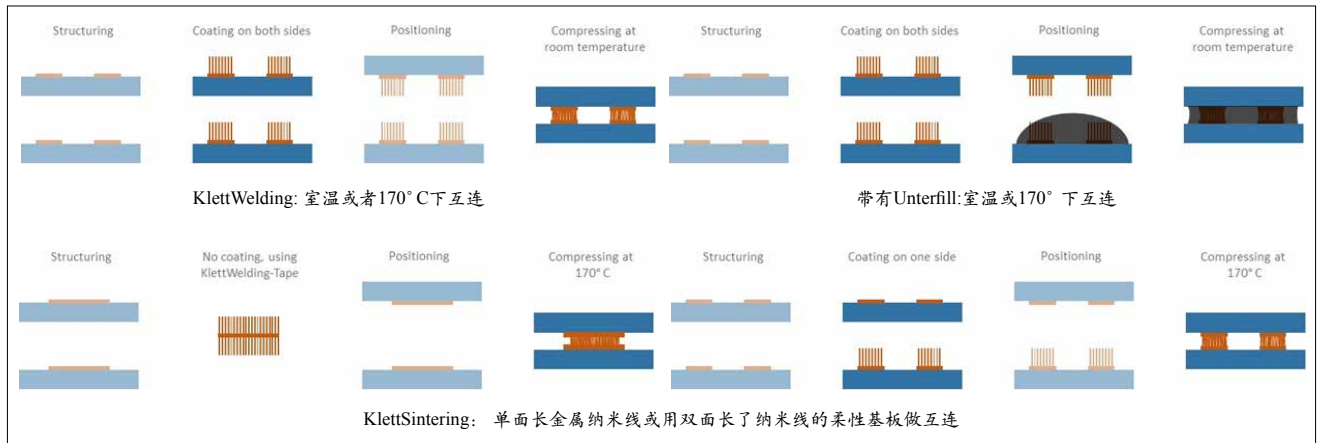 Structuring
Coating on both sides
Positioning
Compressing at
room temperature
Structuring
Coating on both sides
Positioning
Compressing at
room temperature
KlettWelding: 室温或者170° C下互连
带有Unterfill:室温或170° 下互连
Structuring
No coating, using
KlettWelding-Tape
Positioning
Compressing at
170° C
Structuring
Coating on one side
Positioning
Compressing at
170° C
KlettSintering： 单面长金属纳米线或用双面长了纳米线的柔性基板做互连